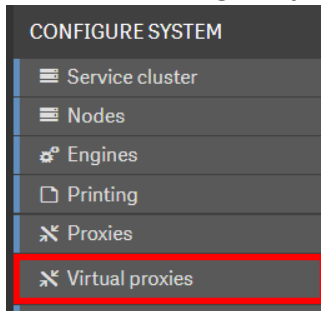 CONFIGURE SYSTEM
Service cluster
Nodes
Engines
Printing
Proxies
Virtual proxies